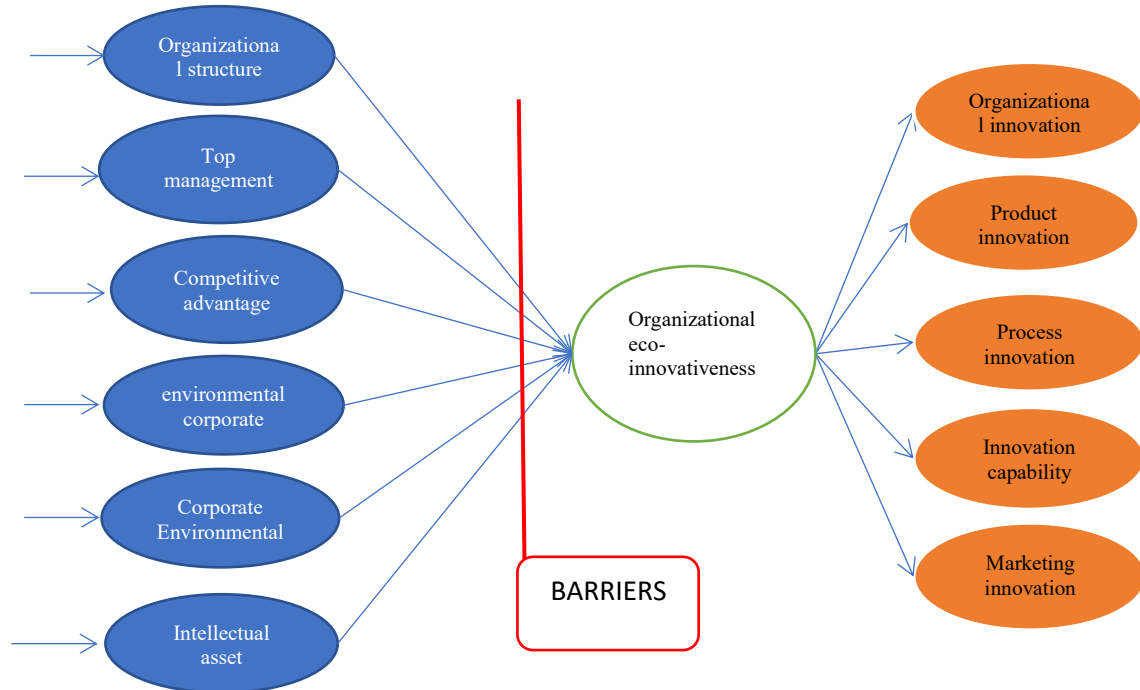 Organizationa
l structure
Top
management
Competitive
advantage
environmental
corporate
Corporate
Environmental
Intellectual
asset
BARRIERS
Organizational
eco-
innovativeness
Organizationa
l innovation
Product
innovation
Process
innovation
Innovation
capability
Marketing
innovation